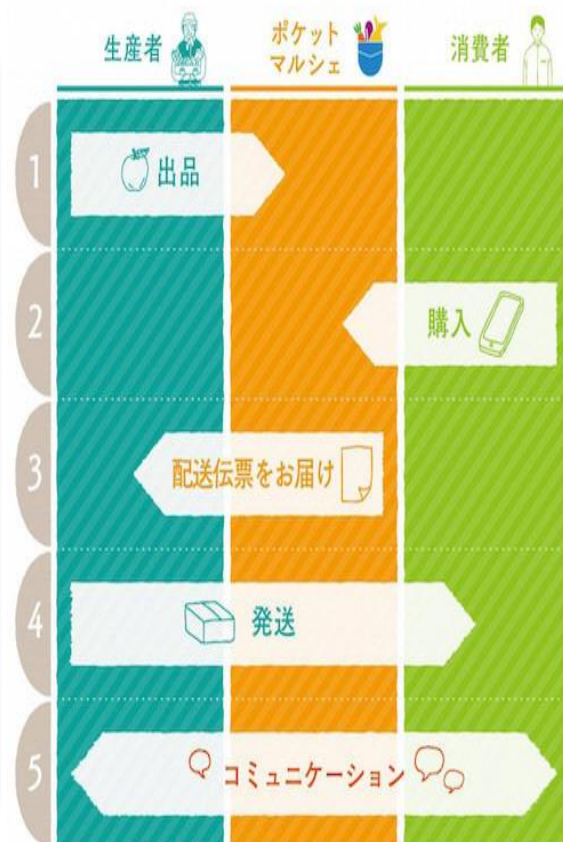 生産者
ポケット
マルシェ
消費者
1
出品
2
購入
3
配送伝票をお届け
4
発送
5
コミュニケーション